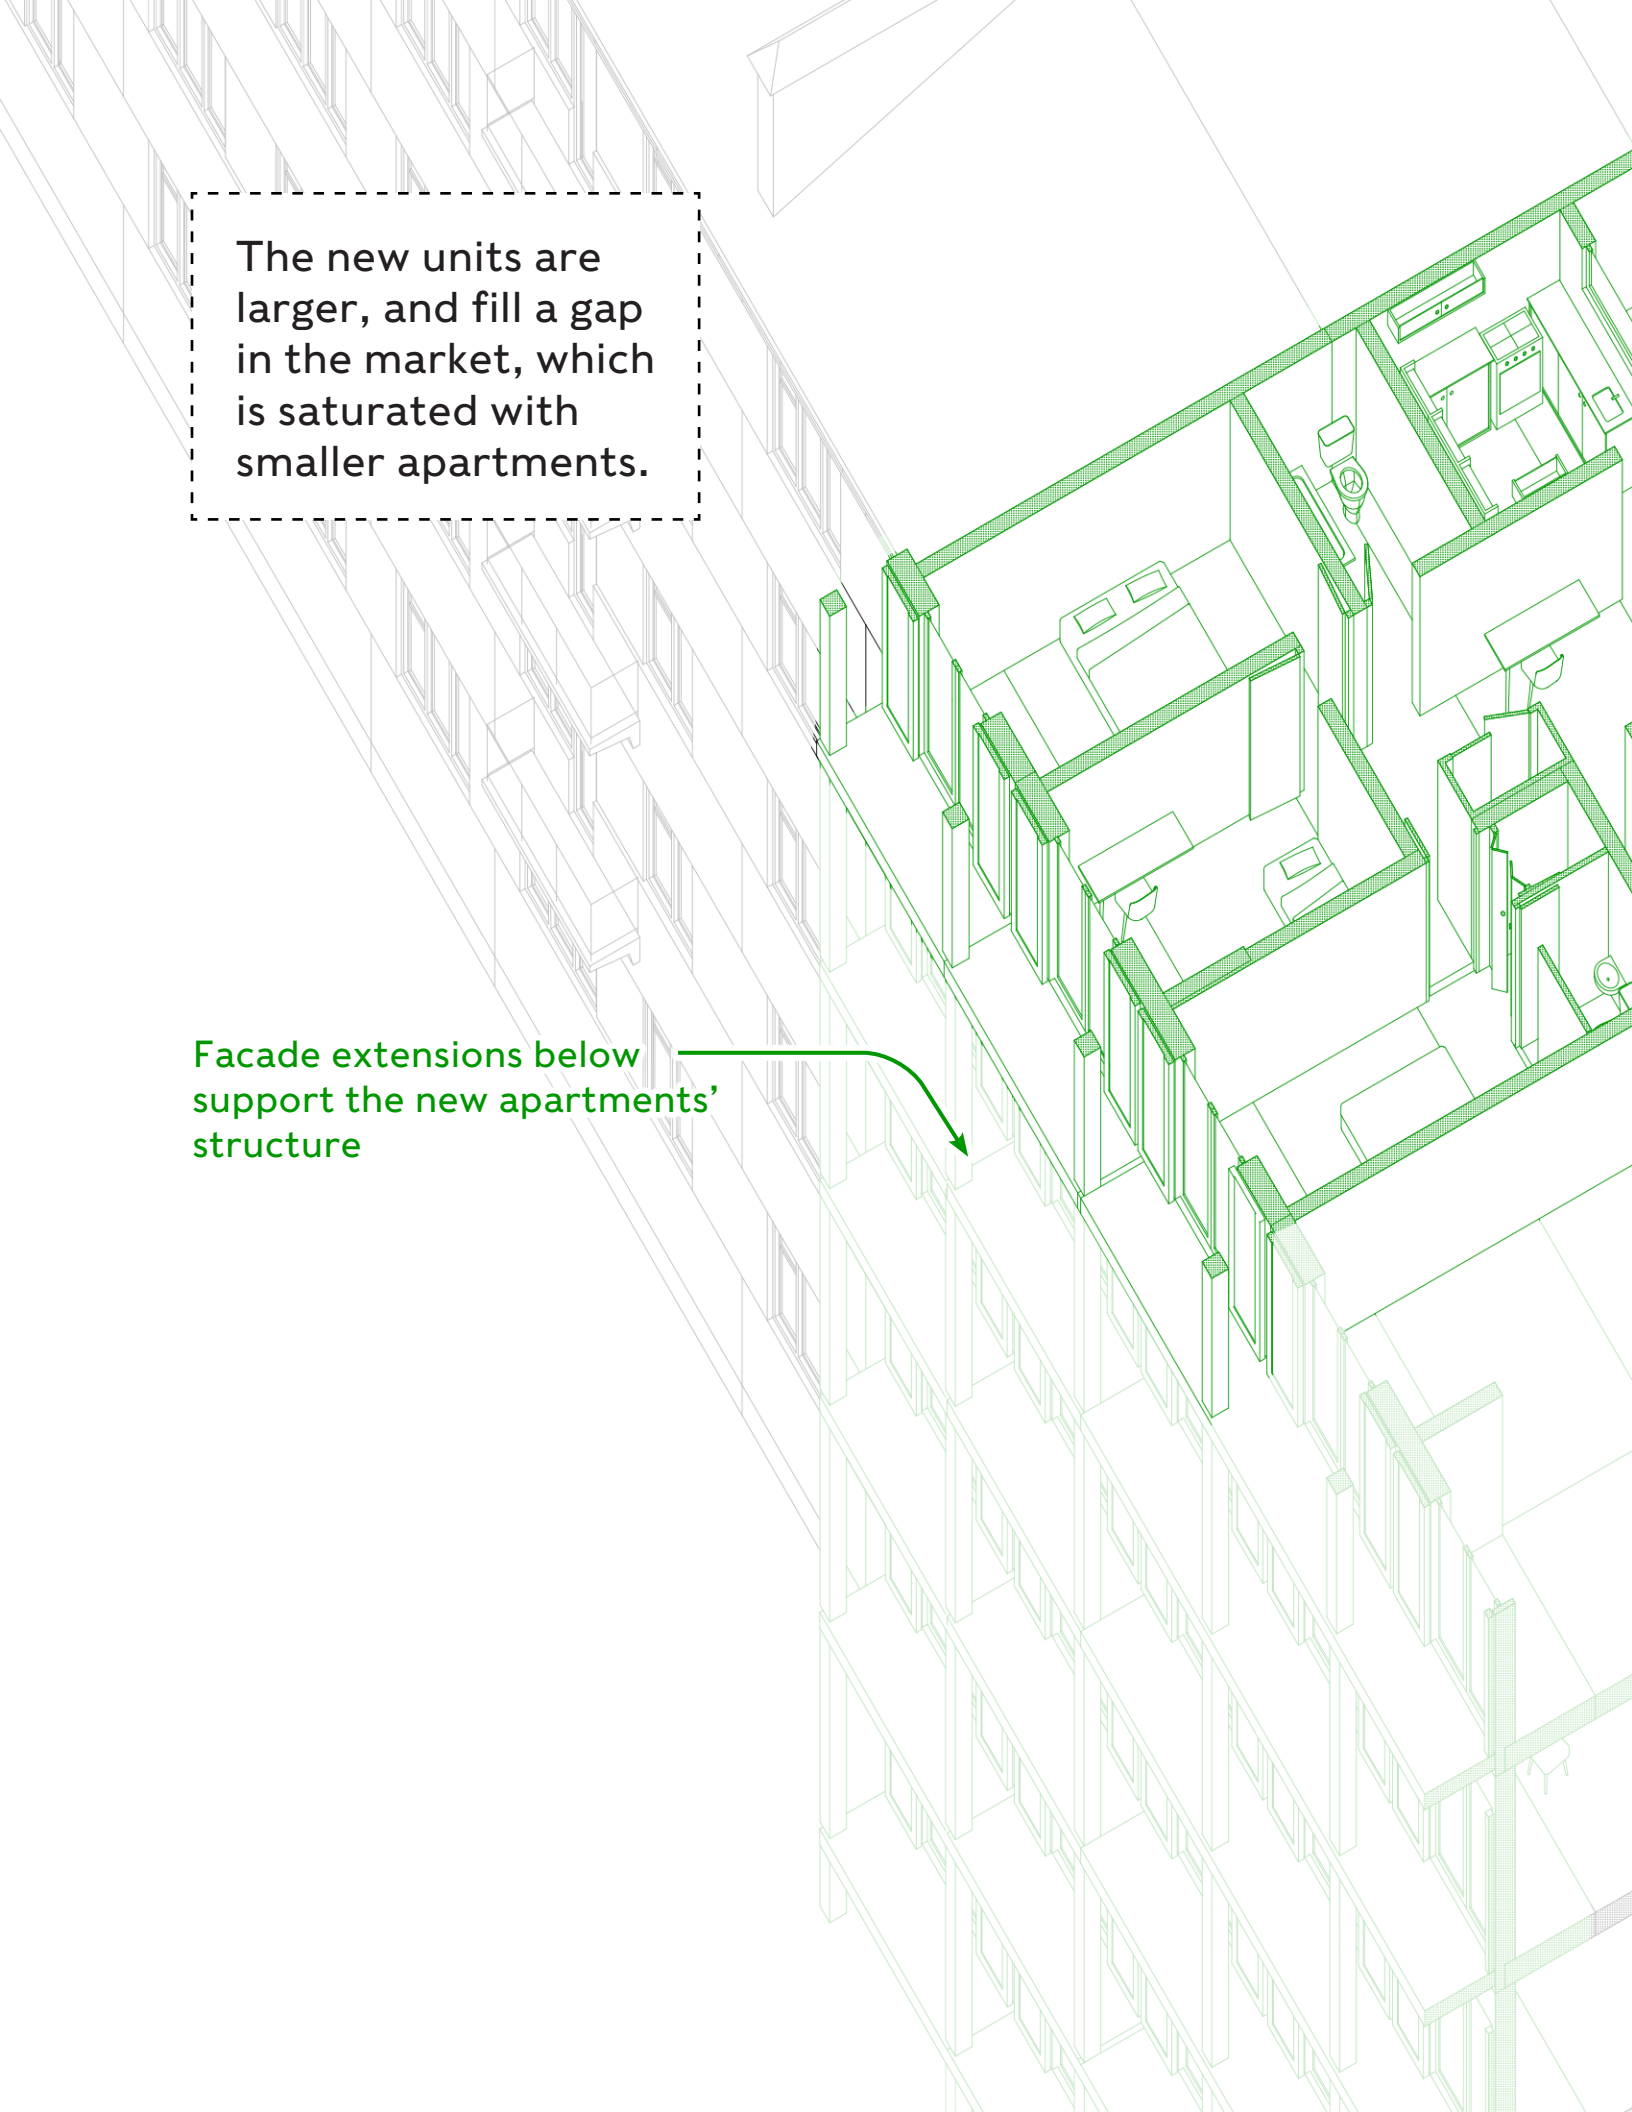 The new units are
larger, and fill a gap
in the market, which
is saturated with
smaller apartments.
Facade extensions below
support the new apartments’
structure